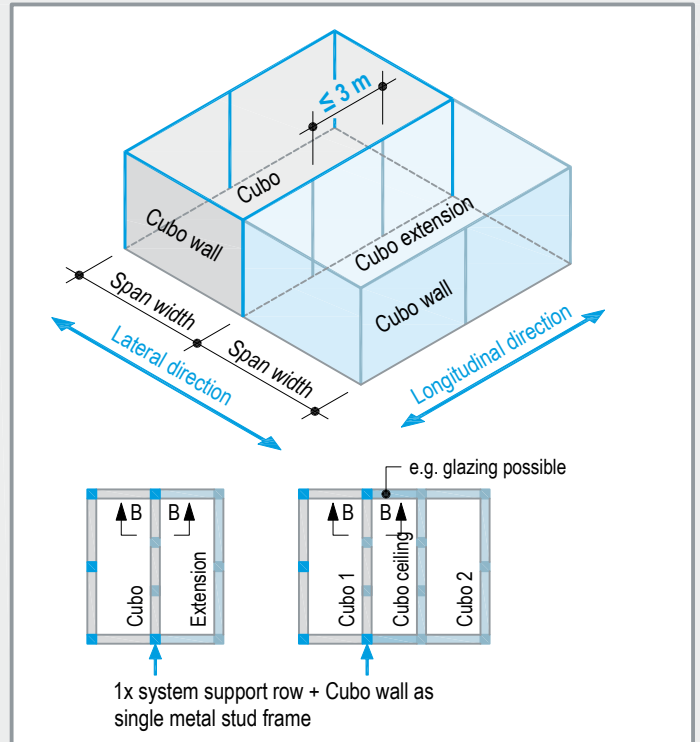 ≤ 3 m
Cubo
Cubo wall
Cubo extension
Cubo wall
Span width
Span width
Lateral direction
Longitudinal direction
e.g. glazing possible
B
B
Cubo
Extension
B
B
Cubo 1
Cubo ceiling
Cubo 2
1x system support row + Cubo wall as
single metal stud frame